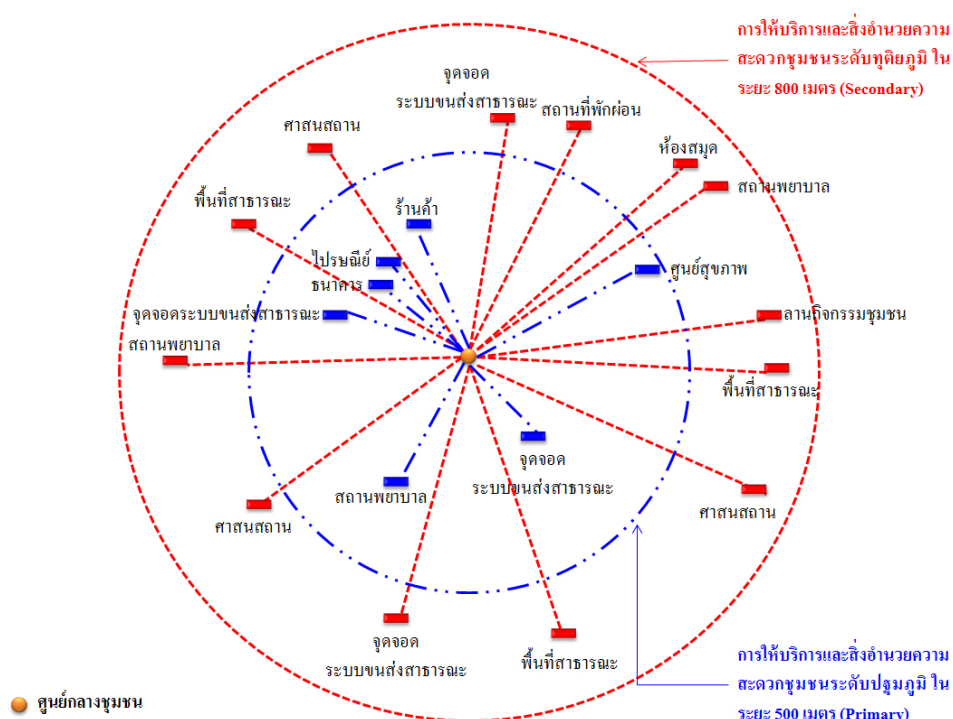 การให้บริการและสิ่งอำนวยความ
สะดวกชุมชนระดับทุติยภูมิ ใน
ระยะ 800 เมตร (Secondary)
จุดจอด
ระบบขนส่งสาธารณะ
สถานที่พักผ่อน
ศาสนสถาน
ห้องสมุด
สถานพยาบาล
พื้นที่สาธารณะ
ร้านค้า
ไปรษณีย์
ธนาคาร
ศูนย์สุขภาพ
จุดจอดระบบขนส่งสาธารณะ
ลานกิจกรรมชุมชน
สถานพยาบาล
พื้นที่สาธารณะ
จุดจอด
ระบบขนส่งสาธารณะ
สถานพยาบาล
ศาสนสถาน
ศาสนสถาน
จุดจอด
ระบบขนส่งสาธารณะ
พื้นที่สาธารณะ
การให้บริการและสิ่งอำนวยความ
สะดวกชุมชนระดับปฐมภูมิ ใน
ระยะ 500 เมตร (Primary)
ศูนย์กลางชุมชน